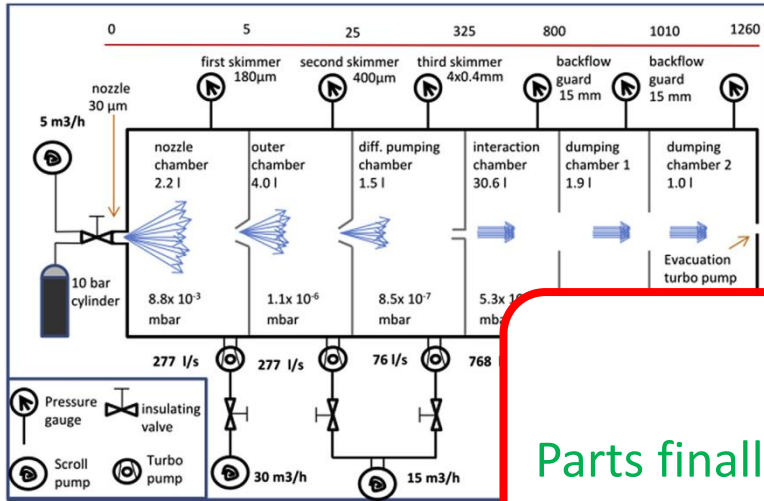 0 5 25 325 800 1010 1260
first skimmer second skimmer third skimmer backflow backflow
180µm 400µm 4x0.4mm guard guard
15 mm 15 mm
nozzle
30 µm
5 m3/h
nozzle outer diff. pumping interaction dumping dumping
chamber chamber chamber chamber chamber 1 chamber 2
2.2 l 4.0 l 1.5 l 30.6 l 1.9 l 1.0 l
Evacuation
turbo pump
10 bar
cylinder
8.8x 10⁻³ 1.1x 10⁻⁶ 8.5x 10⁻⁷ 5.3x
mbar mbar mbar
277 l/s 277 l/s 76 l/s 768
Pressure insulating
gauge valve
Scroll Turbo
pump pump
30 m3/h 15 m3/h
Parts